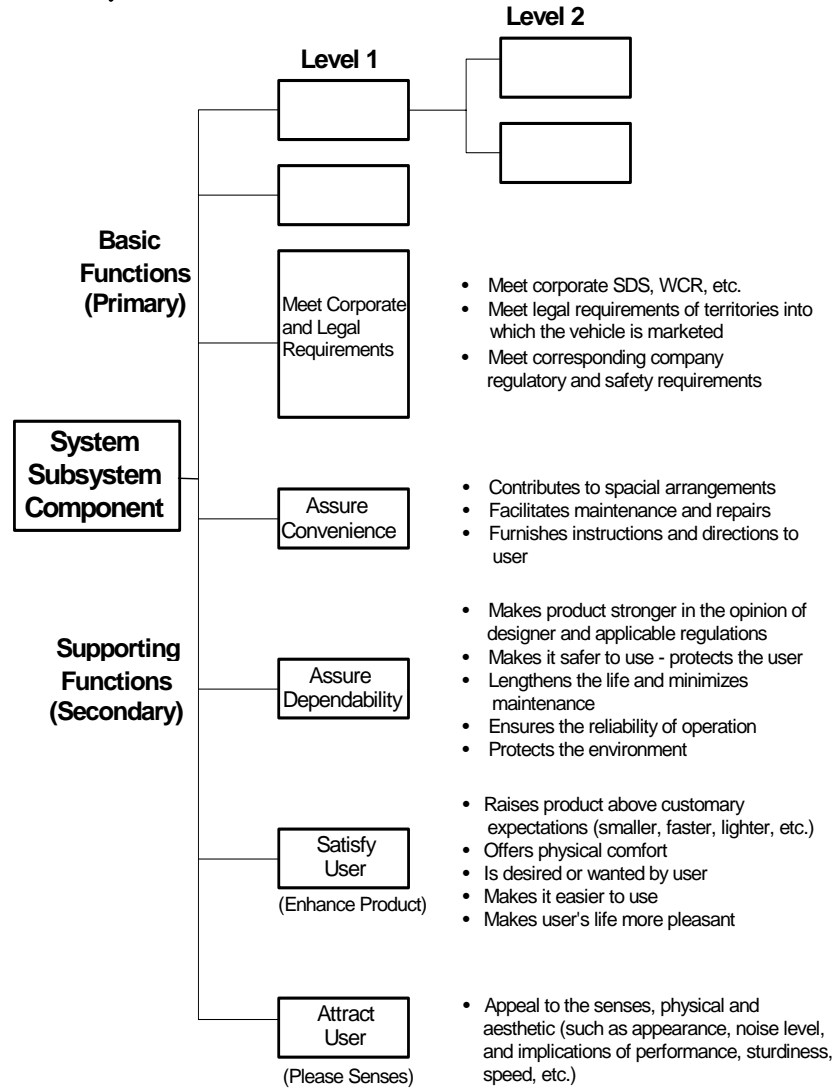 Level 2
Level 1
Basic
Functions
(Primary)
Meet Corporate
and Legal
Requirements
• Meet corporate SDS, WCR, etc.
• Meet legal requirements of territories into
which the vehicle is marketed
• Meet corresponding company
regulatory and safety requirements
System
Subsystem
Component
Assure
Convenience
• Contributes to spacial arrangements
• Facilitates maintenance and repairs
• Furnishes instructions and directions to
user
Supporting
Functions
(Secondary)
Assure
Dependability
• Makes product stronger in the opinion of
designer and applicable regulations
• Makes it safer to use - protects the user
• Lengthens the life and minimizes
maintenance
• Ensures the reliability of operation
• Protects the environment
Satisfy
User
(Enhance Product)
• Raises product above customary
expectations (smaller, faster, lighter, etc.)
• Offers physical comfort
• Is desired or wanted by user
• Makes it easier to use
• Makes user's life more pleasant
Attract
User
(Please Senses)
• Appeal to the senses, physical and
aesthetic (such as appearance, noise level,
and implications of performance, sturdiness,
speed, etc.)